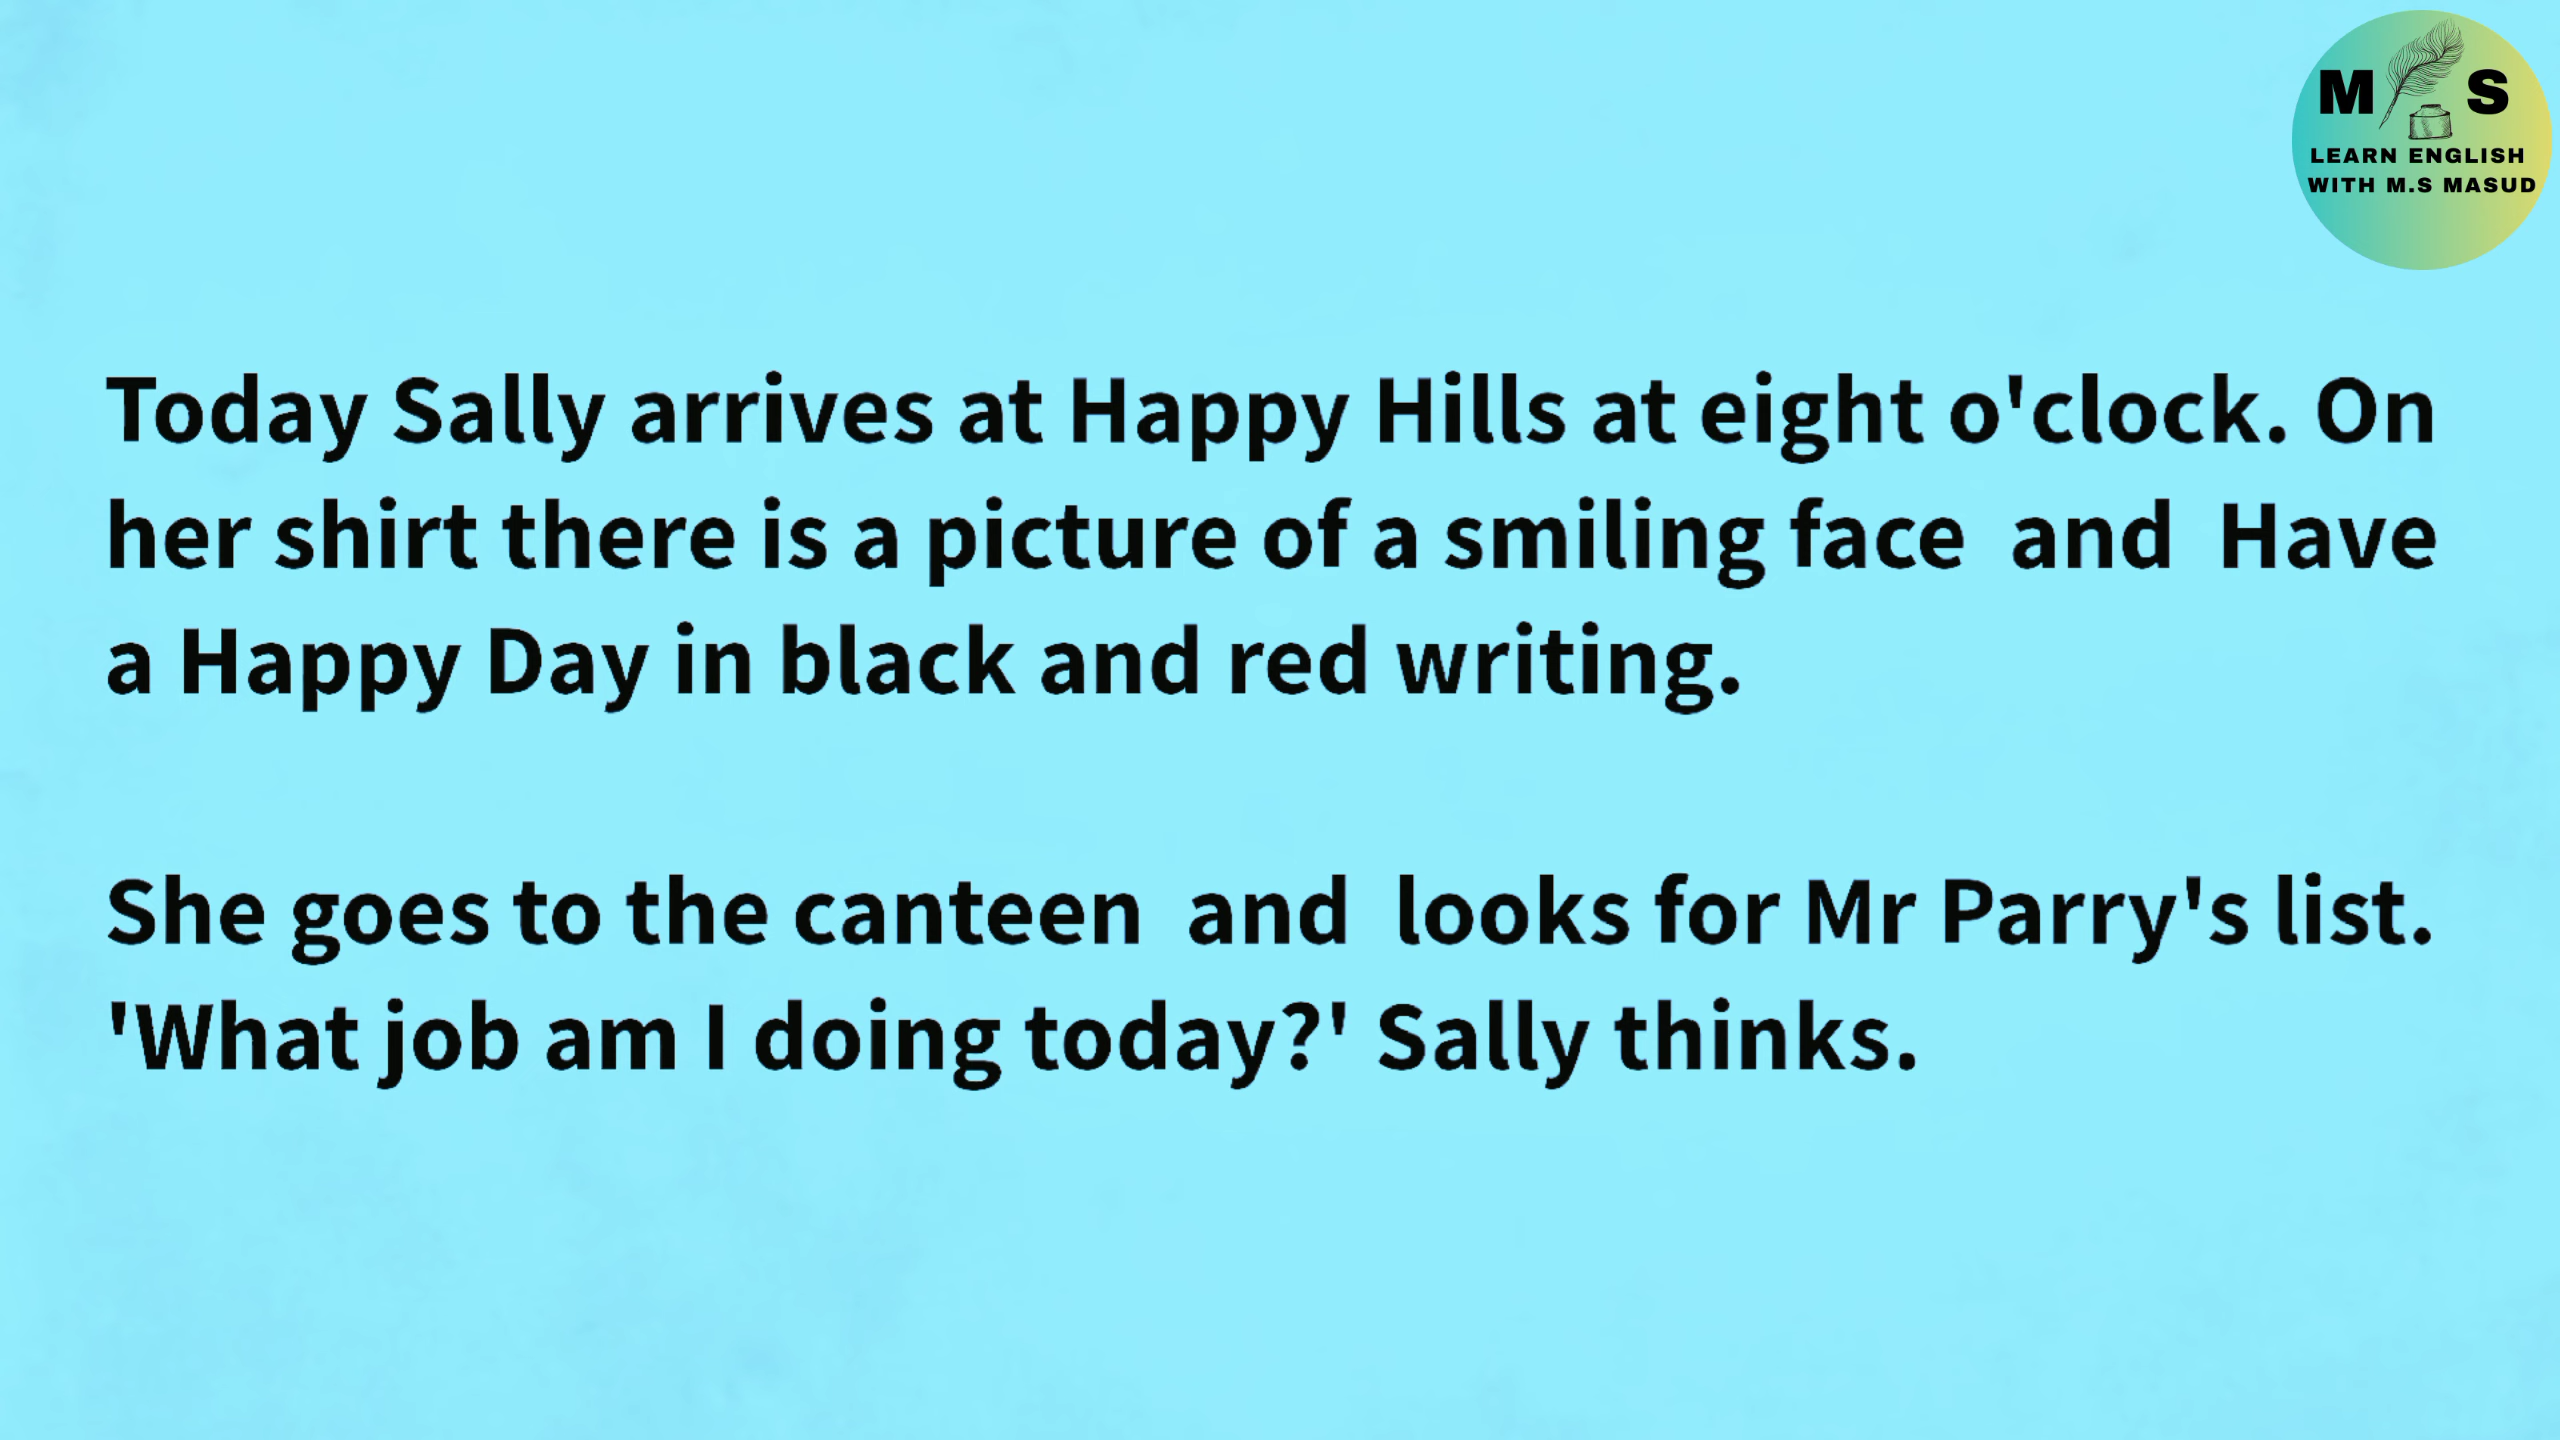 M S
LEARN ENGLISH
WITH M.S MASUD
Today Sally arrives at Happy Hills at eight o'clock. On
her shirt there is a picture of a smiling face  and  Have
a Happy Day in black and red writing.
She goes to the canteen  and  looks for Mr Parry's list.
'What job am I doing today?' Sally thinks.